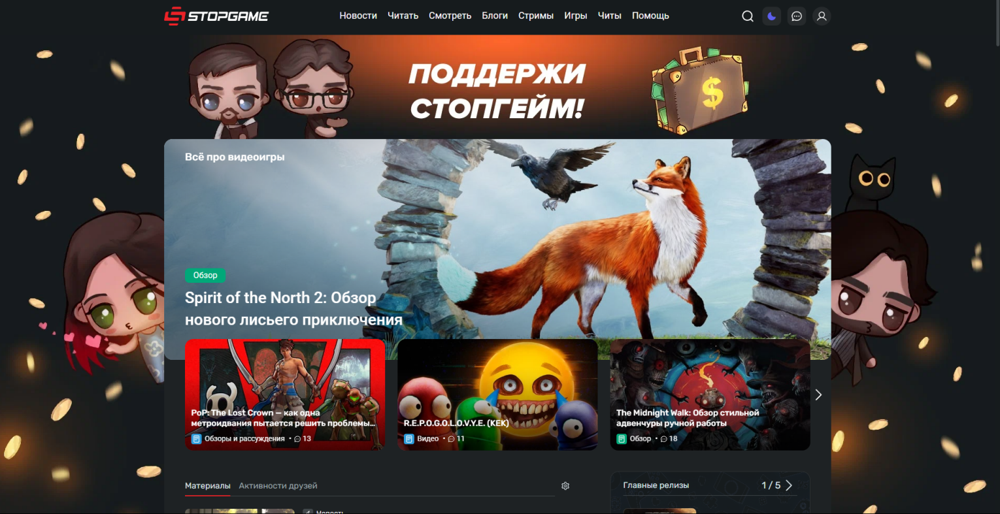 STOPGAME
Новости Читать Смотреть Блоги Стримы Игры Читы Помощь
ПОДДЕРЖИ
СТОПГЕЙМ!
$
Всё про видеоигры
Обзор
Spirit of the North 2: Обзор
нового лисьего приключения
PoP: The Lost Crown — как одна
метроидвания пытается решить проблемы…
Обзоры и рассуждения • 13
R.E.P.O.G.O.L.O.V.Y.E. (КЕК)
Видео • 11
The Midnight Walk: Обзор стильной
адвенчуры ручной работы
Обзор • 18
Материалы Активности друзей
Главные релизы 1 / 5
Новость